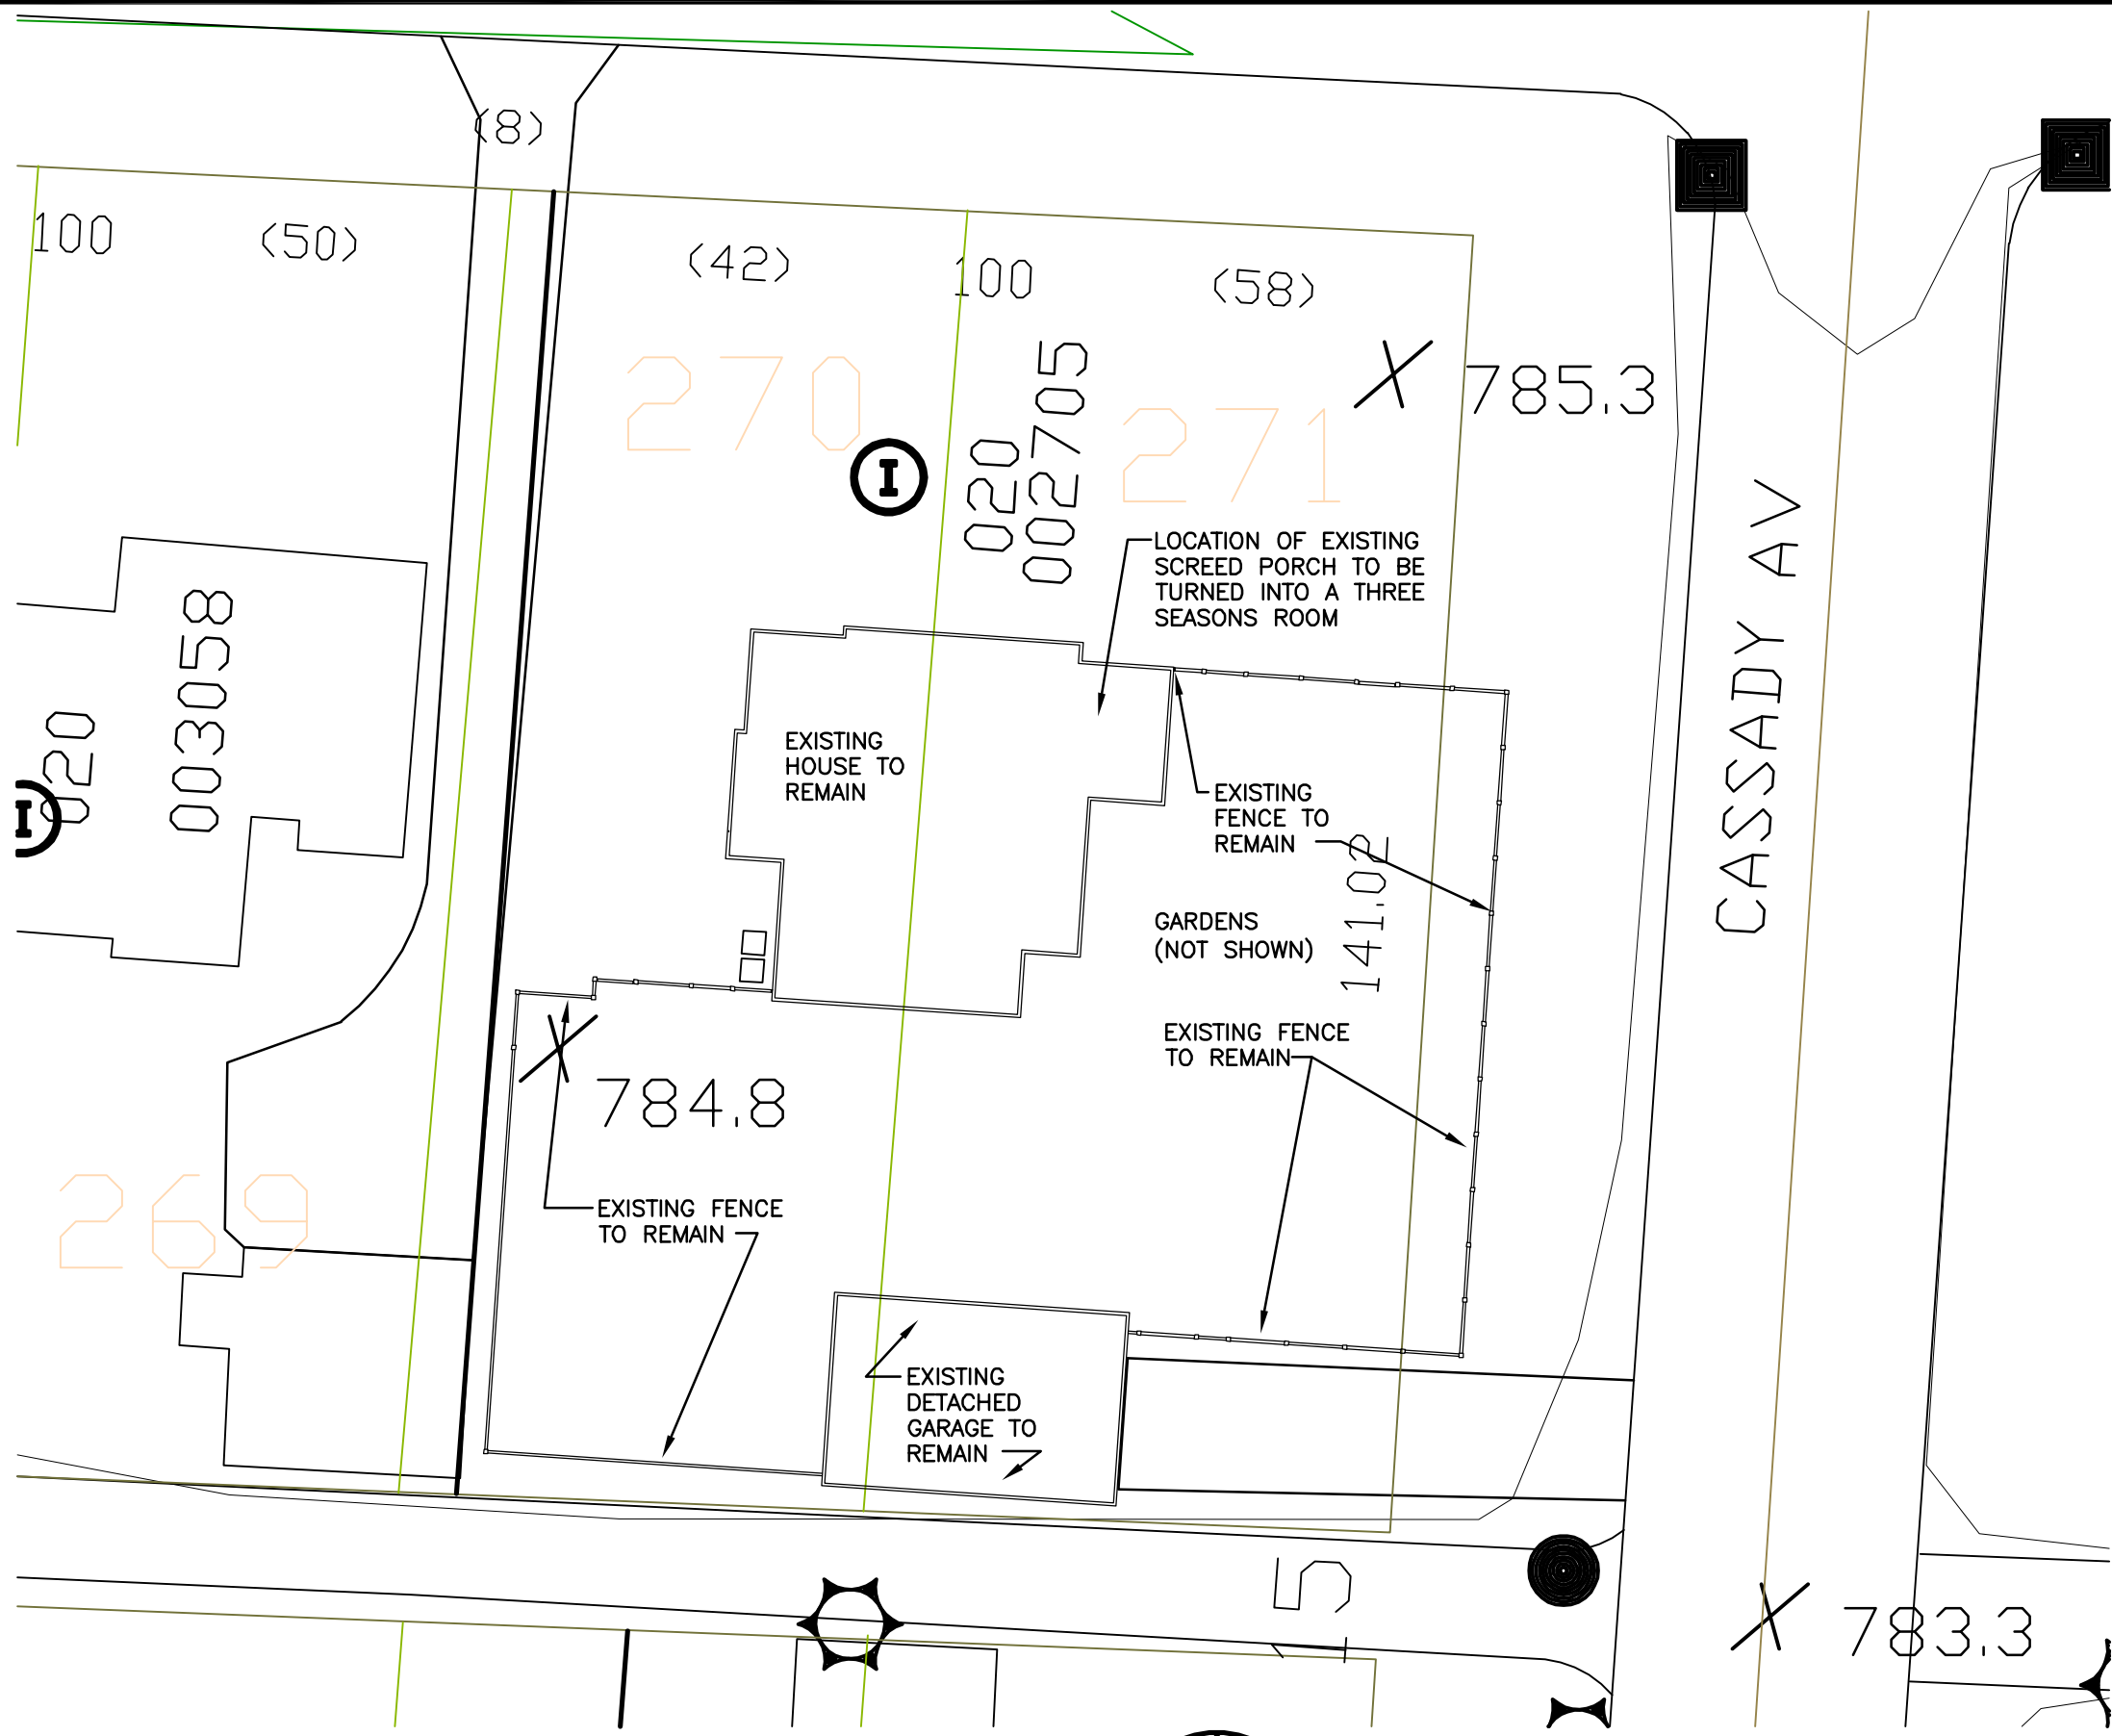 (8)
100
(50)
(42)
100
(58)
270
271
785.3
I
020
002705
LOCATION OF EXISTING
SCREED PORCH TO BE
TURNED INTO A THREE
SEASONS ROOM
CASSADY AV
020
003058
I
EXISTING
HOUSE TO
REMAIN
EXISTING
FENCE TO
REMAIN
141.02
GARDENS
(NOT SHOWN)
EXISTING FENCE
TO REMAIN
784.8
269
EXISTING FENCE
TO REMAIN
EXISTING
DETACHED
GARAGE TO
REMAIN
15
783.3